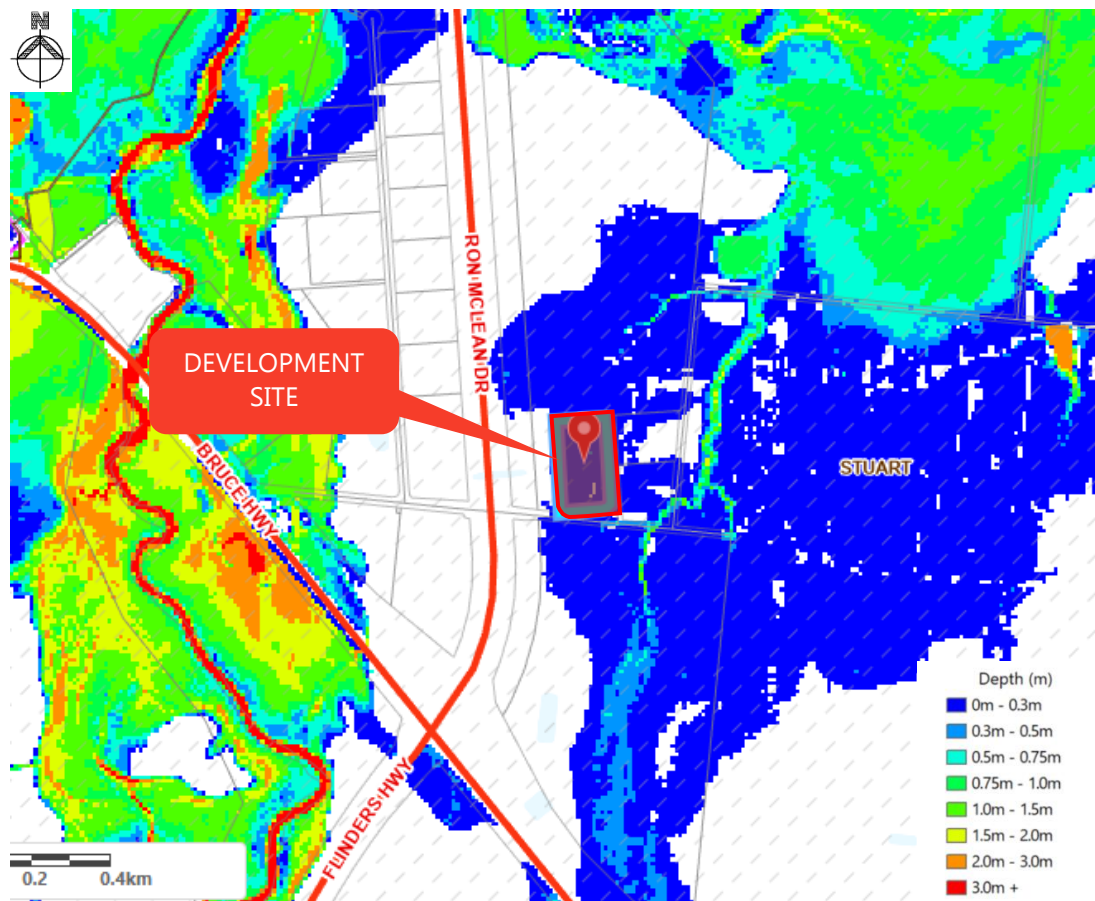 N
RON MCLEAN DR
DEVELOPMENT
SITE
BRUCE HWY
STUART
FLINDERS HWY
Depth (m)
0m - 0.3m
0.3m - 0.5m
0.5m - 0.75m
0.75m - 1.0m
1.0m - 1.5m
1.5m - 2.0m
2.0m - 3.0m
3.0m +
0.2 0.4km